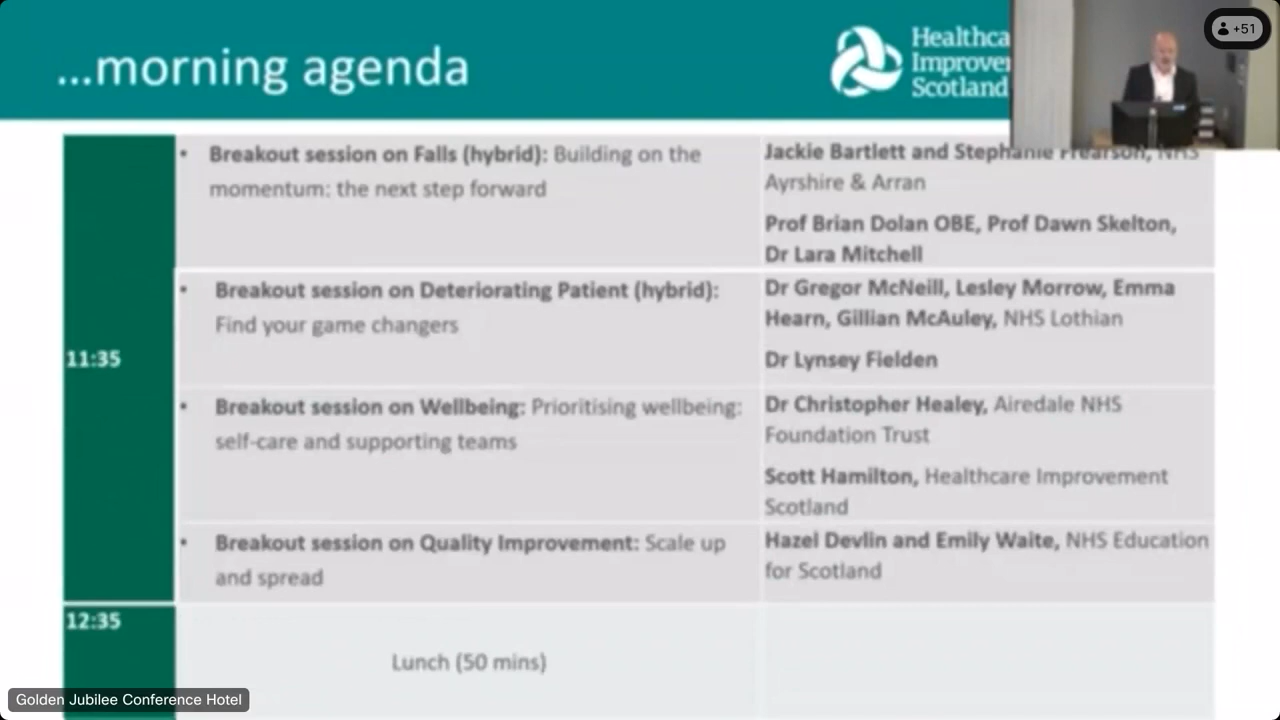 ...morning agenda
Healthca
Improve
Scotland
+51
• Breakout session on Falls (hybrid): Building on the
momentum: the next step forward
Jackie Bartlett and Stephanie Frearson, NHS
Ayrshire & Arran
Prof Brian Dolan OBE, Prof Dawn Skelton,
Dr Lara Mitchell
11:35
• Breakout session on Deteriorating Patient (hybrid):
Find your game changers
Dr Gregor McNeill, Lesley Morrow, Emma
Hearn, Gillian McAuley, NHS Lothian
Dr Lynsey Fielden
• Breakout session on Wellbeing: Prioritising wellbeing:
self-care and supporting teams
Dr Christopher Healey, Airedale NHS
Foundation Trust
Scott Hamilton, Healthcare Improvement
Scotland
• Breakout session on Quality Improvement: Scale up
and spread
Hazel Devlin and Emily Waite, NHS Education
for Scotland
12:35
Lunch (50 mins)
Golden Jubilee Conference Hotel